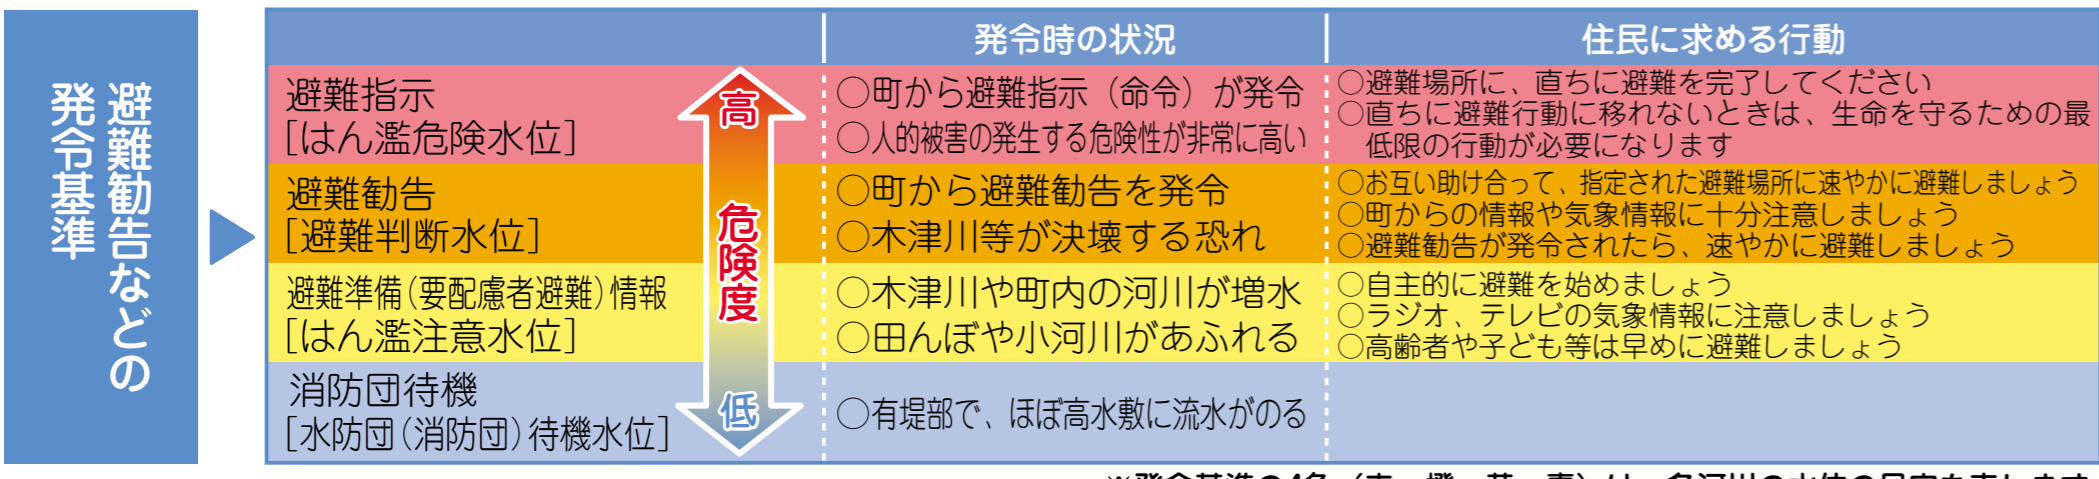 避難勧告などの
発令基準
発令時の状況
住民に求める行動
避難指示
[はん濫危険水位]
○町から避難指示（命令）が発令
○人的被害の発生する危険性が非常に高い
○避難場所に、直ちに避難を完了してください
○直ちに避難行動に移れないときは、生命を守るための最
低限の行動が必要になります
避難勧告
[避難判断水位]
○町から避難勧告を発令
○木津川等が決壊する恐れ
○お互い助け合って、指定された避難場所に速やかに避難しましょう
○町からの情報や気象情報に十分注意しましょう
○避難勧告が発令されたら、速やかに避難しましょう
避難準備(要配慮者避難)情報
[はん濫注意水位]
○木津川や町内の河川が増水
○田んぼや小河川があふれる
○自主的に避難を始めましょう
○ラジオ、テレビの気象情報に注意しましょう
○高齢者や子ども等は早めに避難しましょう
消防団待機
[水防団(消防団)待機水位]
○有堤部で、ほぼ高水敷に流水がのる
高
危険度
低